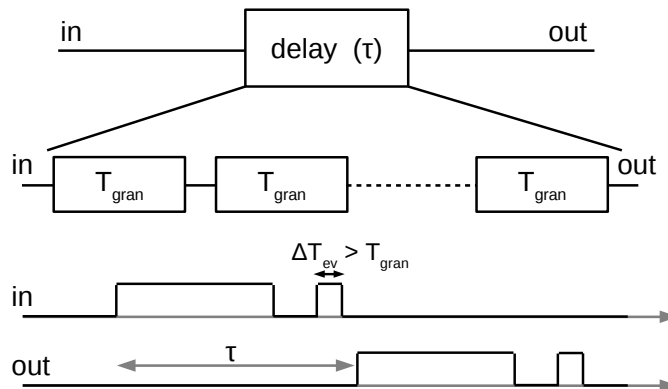 in delay (τ) out
in T_gran T_gran T_gran out
ΔT_ev > T_gran
in
τ
out